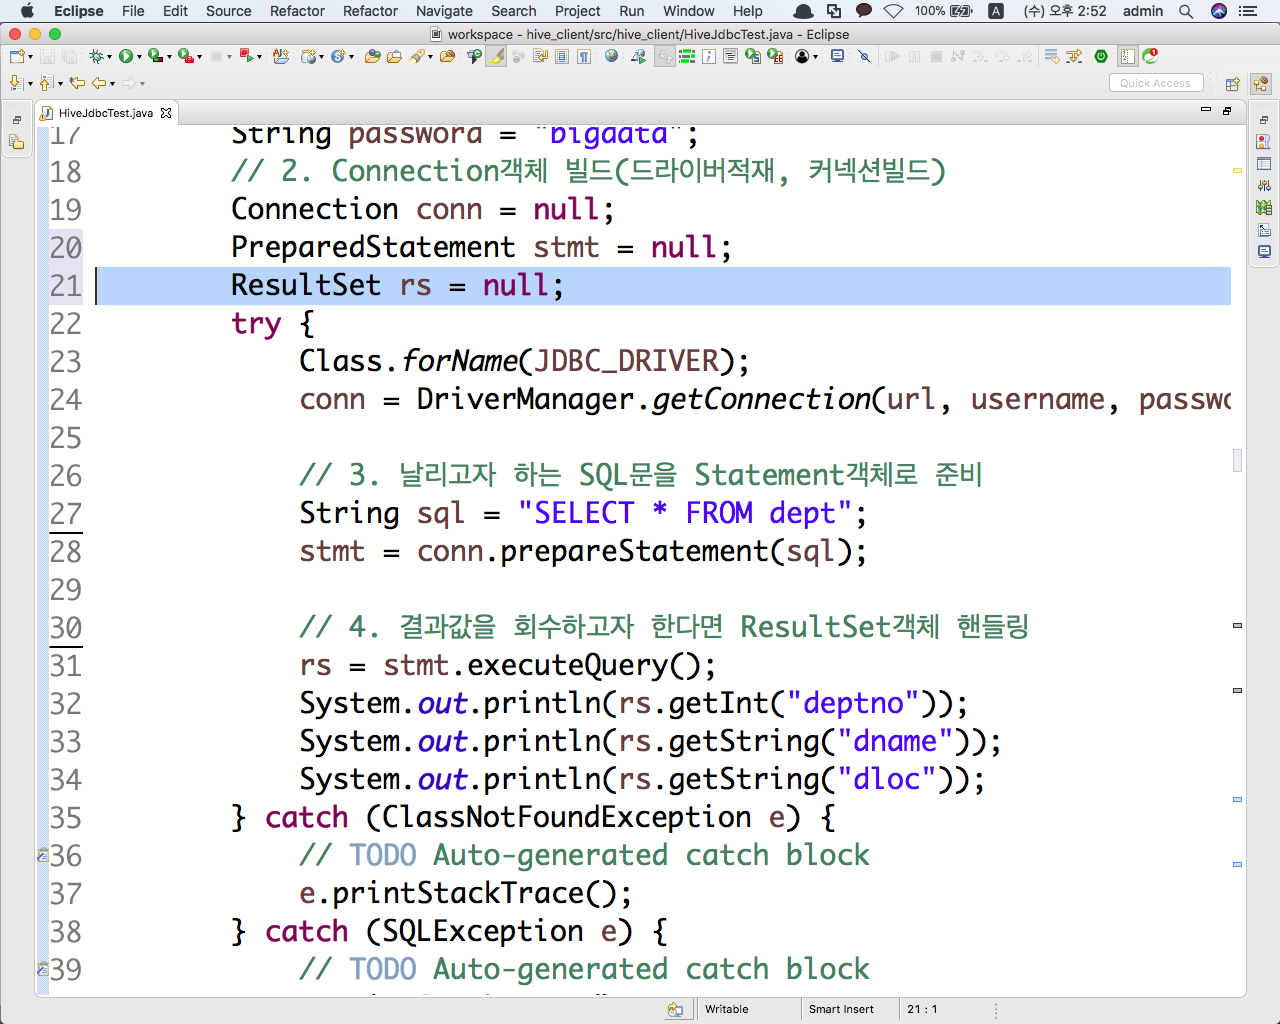 Eclipse File Edit Source Refactor Refactor Navigate Search Project Run Window Help 100% A (수) 오후 2:52 admin
workspace - hive_client/src/hive_client/HiveJdbcTest.java - Eclipse
Quick Access
HiveJdbcTest.java
17 String password = "bigdata";
18 // 2. Connection객체 빌드(드라이버적재, 커넥션빌드)
19 Connection conn = null;
20 PreparedStatement stmt = null;
21 ResultSet rs = null;
22 try {
23 Class.forName(JDBC_DRIVER);
24 conn = DriverManager.getConnection(url, username, passwo
25
26 // 3. 날리고자 하는 SQL문을 Statement객체로 준비
27 String sql = "SELECT * FROM dept";
28 stmt = conn.prepareStatement(sql);
29
30 // 4. 결과값을 회수하고자 한다면 ResultSet객체 핸들링
31 rs = stmt.executeQuery();
32 System.out.println(rs.getInt("deptno"));
33 System.out.println(rs.getString("dname"));
34 System.out.println(rs.getString("dloc"));
35 } catch (ClassNotFoundException e) {
36 // TODO Auto-generated catch block
37 e.printStackTrace();
38 } catch (SQLException e) {
39 // TODO Auto-generated catch block
Writable Smart Insert 21 : 1